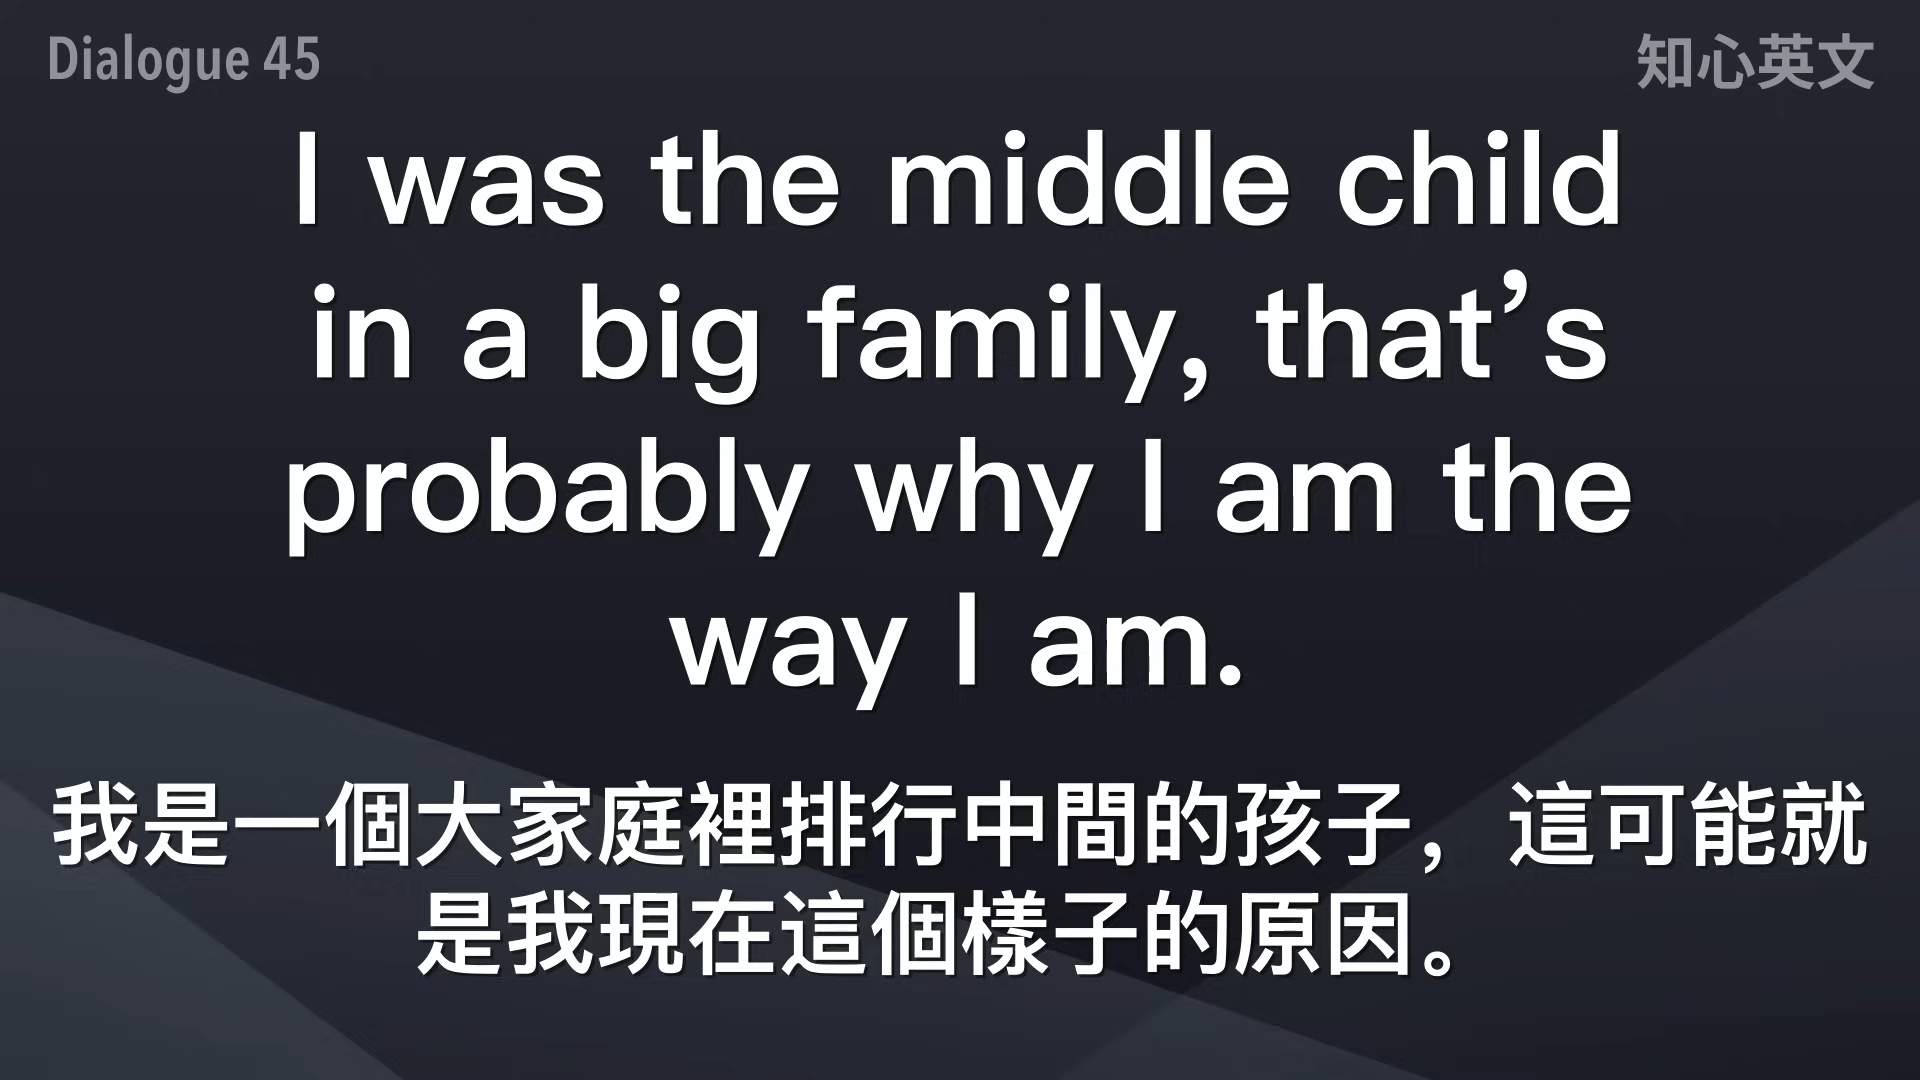 Dialogue 45
知心英文
I was the middle child
in a big family, that’s
probably why I am the
way I am.
我是一個大家庭裡排行中間的孩子，這可能就
是我現在這個樣子的原因。